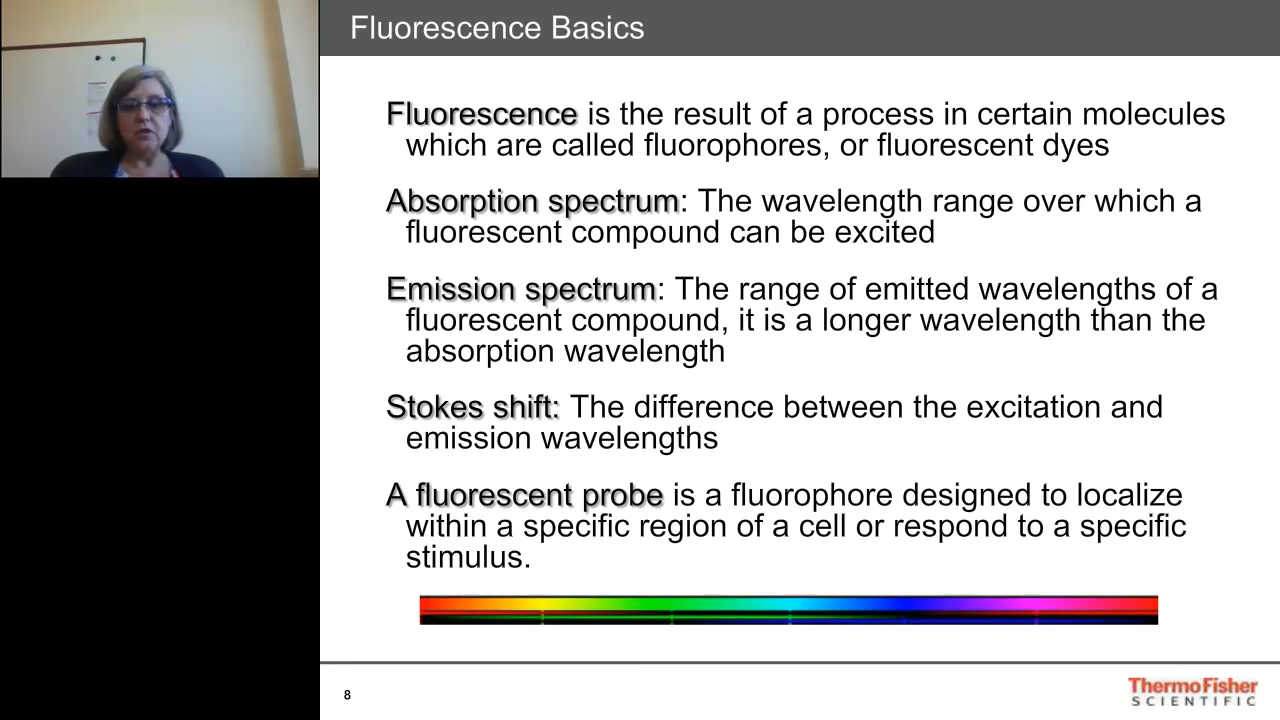 Fluorescence Basics
Fluorescence is the result of a process in certain molecules
which are called fluorophores, or fluorescent dyes
Absorption spectrum: The wavelength range over which a
fluorescent compound can be excited
Emission spectrum: The range of emitted wavelengths of a
fluorescent compound, it is a longer wavelength than the
absorption wavelength
Stokes shift: The difference between the excitation and
emission wavelengths
A fluorescent probe is a fluorophore designed to localize
within a specific region of a cell or respond to a specific
stimulus.
8
ThermoFisher
SCIENTIFIC